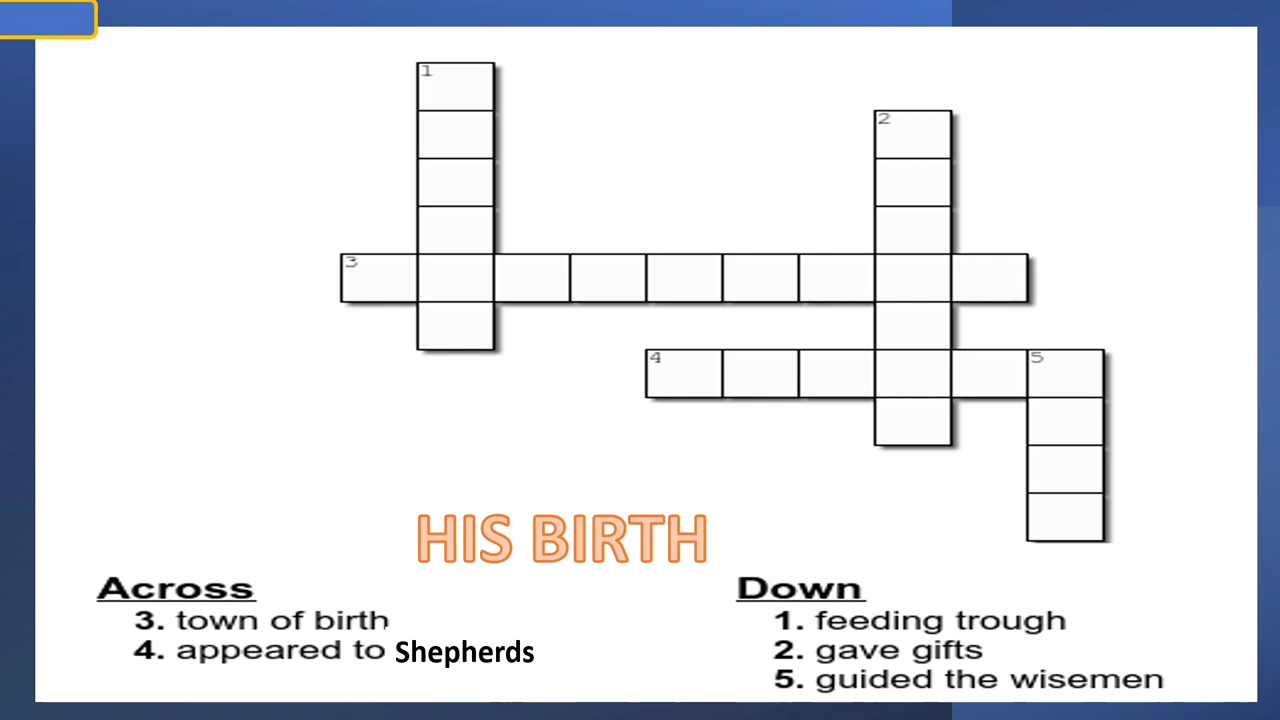 1
2
3
4
5
HIS BIRTH
Across
3. town of birth
4. appeared to Shepherds
Down
1. feeding trough
2. gave gifts
5. guided the wisemen